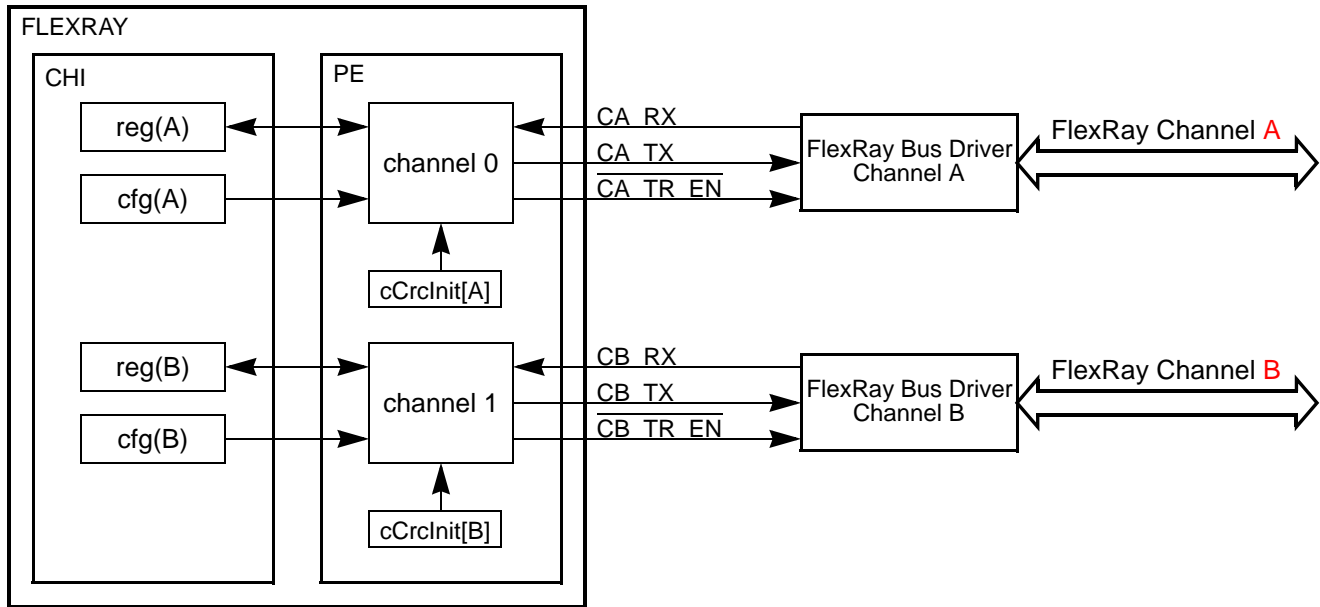 FLEXRAY
CHI
PE
reg(A)
cfg(A)
channel 0
cCrcInit[A]
CA_RX
CA_TX
CA_TR_EN
FlexRay Bus Driver
Channel A
FlexRay Channel A
reg(B)
cfg(B)
channel 1
cCrcInit[B]
CB_RX
CB_TX
CB_TR_EN
FlexRay Bus Driver
Channel B
FlexRay Channel B